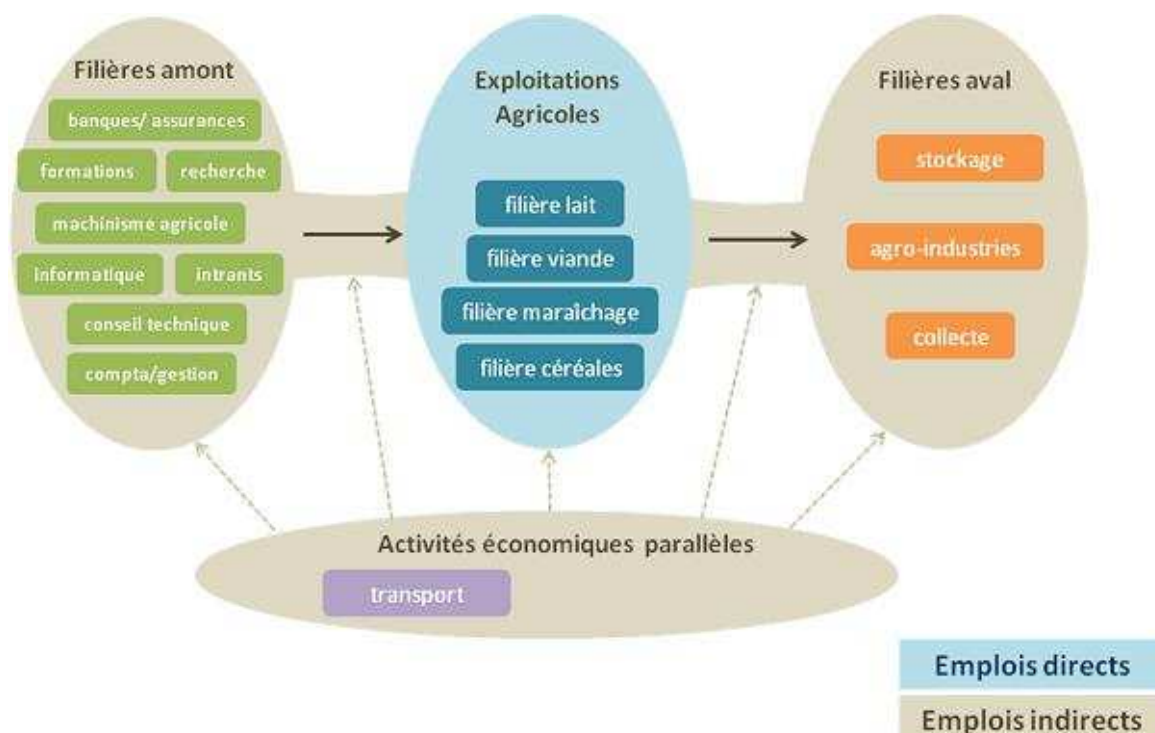 Filières amont
banques/ assurances
formations
recherche
machinisme agricole
informatique
intrants
conseil technique
compta/gestion
Exploitations
Agricoles
filière lait
filière viande
filière maraîchage
filière céréales
Filières aval
stockage
agro-industries
collecte
Activités économiques parallèles
transport
Emplois directs
Emplois indirects